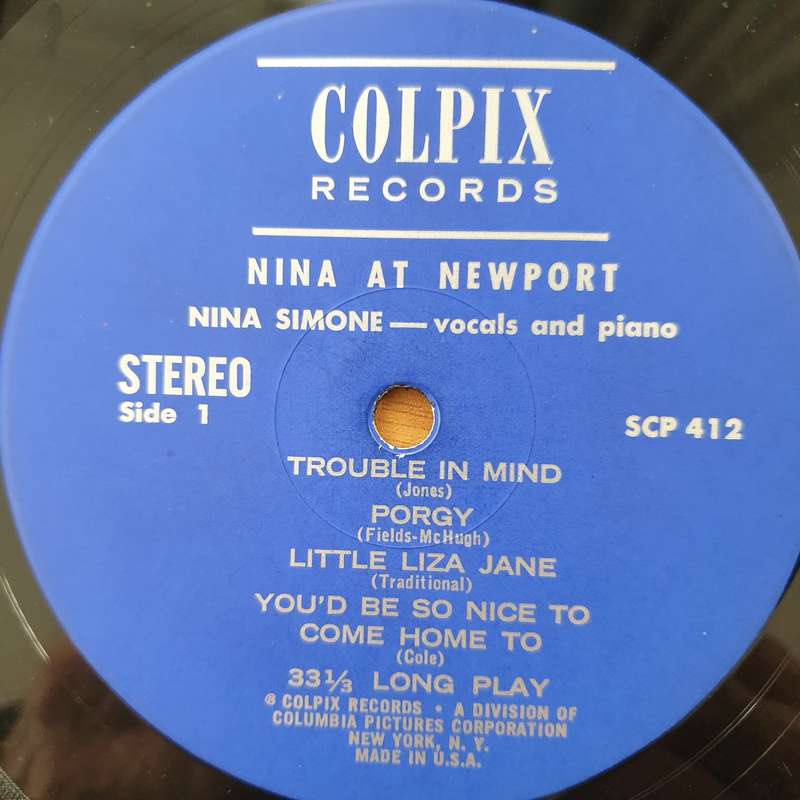 COLPIX
RECORDS
NINA AT NEWPORT
NINA SIMONE — vocals and piano
STEREO
Side 1
SCP 412
TROUBLE IN MIND
(Jones)
PORGY
(Fields-McHugh)
LITTLE LIZA JANE
(Traditional)
YOU'D BE SO NICE TO
COME HOME TO
(Cole)
33⅓ LONG PLAY
® COLPIX RECORDS • A DIVISION OF
COLUMBIA PICTURES CORPORATION
NEW YORK, N. Y.
MADE IN U.S.A.